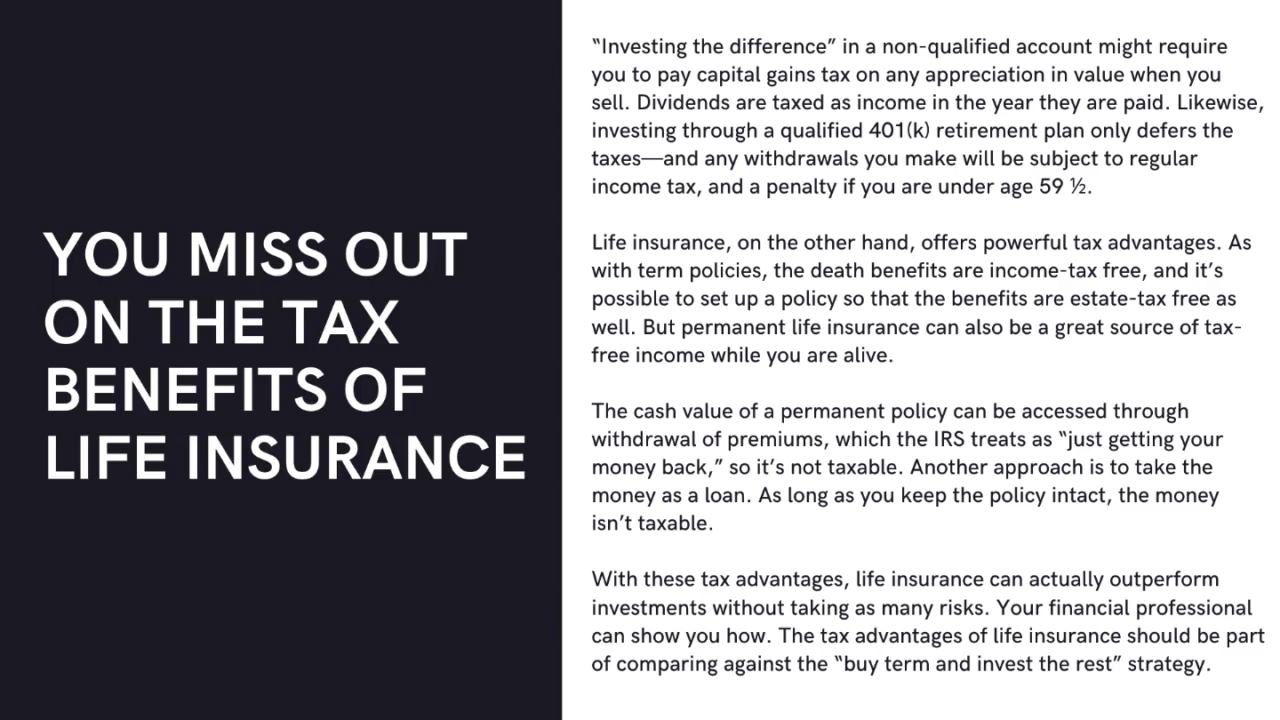 YOU MISS OUT
ON THE TAX
BENEFITS OF
LIFE INSURANCE
“Investing the difference” in a non-qualified account might require
you to pay capital gains tax on any appreciation in value when you
sell. Dividends are taxed as income in the year they are paid. Likewise,
investing through a qualified 401(k) retirement plan only defers the
taxes—and any withdrawals you make will be subject to regular
income tax, and a penalty if you are under age 59 ½.
Life insurance, on the other hand, offers powerful tax advantages. As
with term policies, the death benefits are income-tax free, and it’s
possible to set up a policy so that the benefits are estate-tax free as
well. But permanent life insurance can also be a great source of tax-
free income while you are alive.
The cash value of a permanent policy can be accessed through
withdrawal of premiums, which the IRS treats as “just getting your
money back,” so it’s not taxable. Another approach is to take the
money as a loan. As long as you keep the policy intact, the money
isn’t taxable.
With these tax advantages, life insurance can actually outperform
investments without taking as many risks. Your financial professional
can show you how. The tax advantages of life insurance should be part
of comparing against the “buy term and invest the rest” strategy.